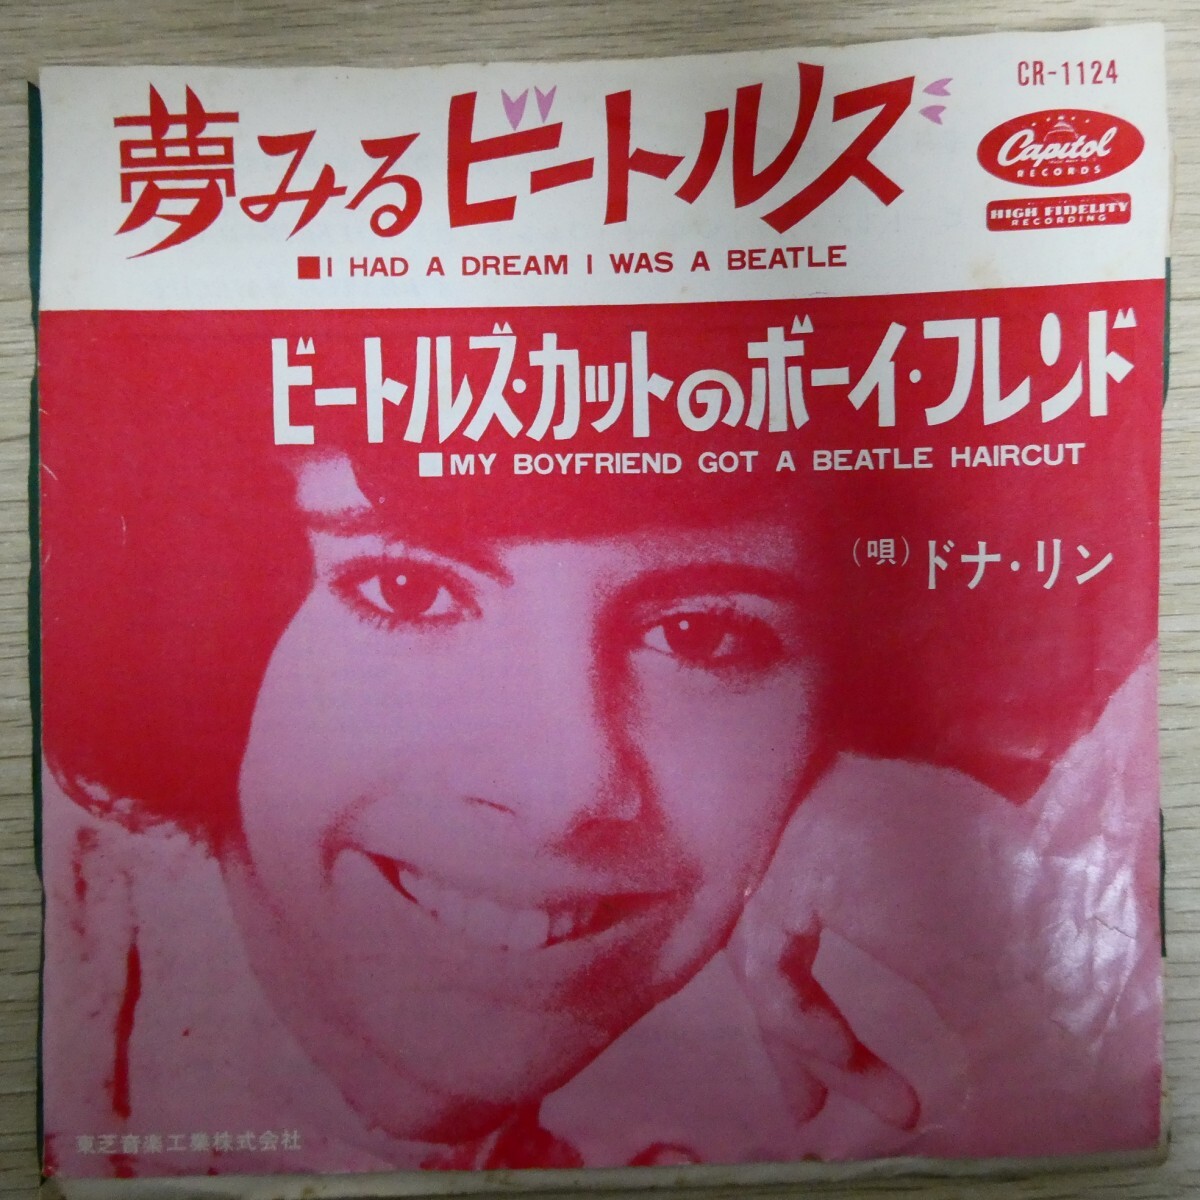 CR-1124
夢みるビートルズ
Capitol
RECORDS
HIGH FIDELITY
RECORDING
■I HAD A DREAM I WAS A BEATLE
ビートルズ・カットのボーイ・フレンド
■MY BOYFRIEND GOT A BEATLE HAIRCUT
(唄)ドナ・リン
東芝音楽工業株式会社